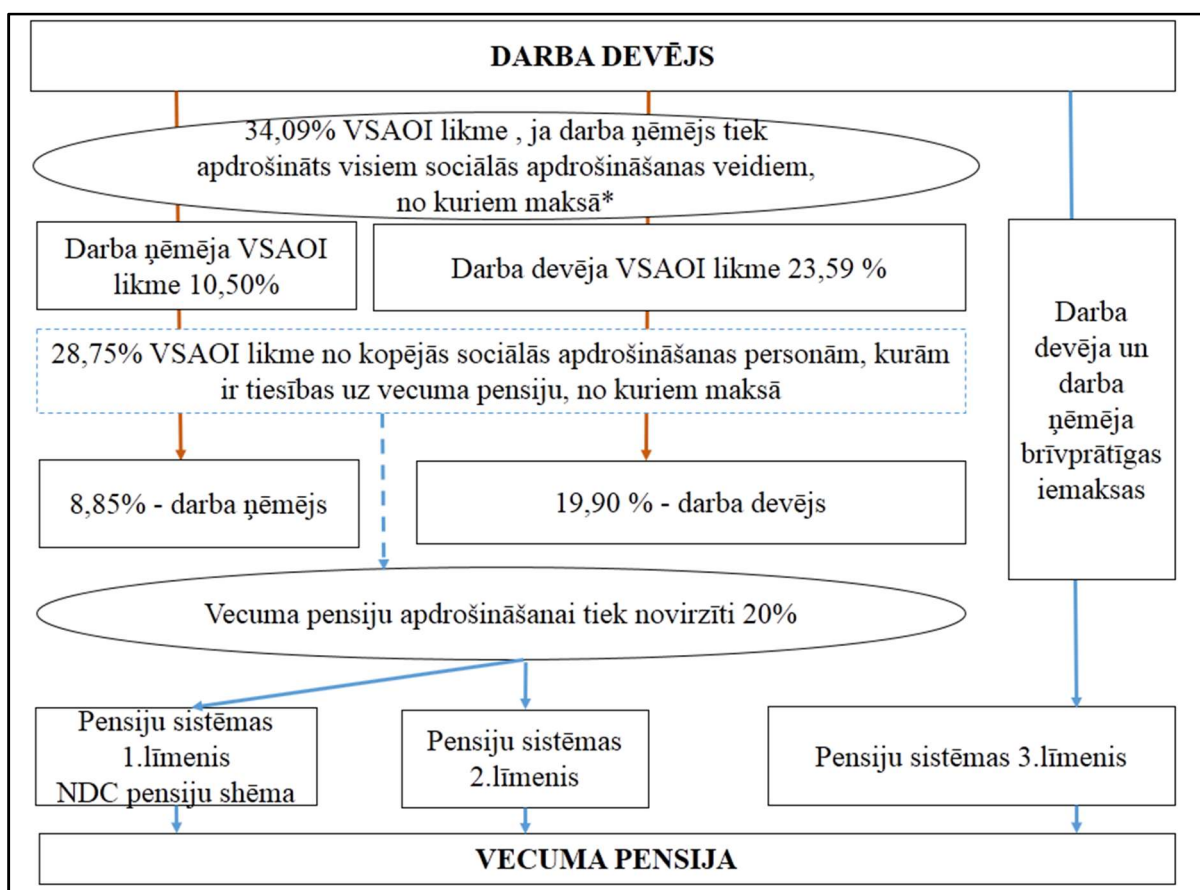 DARBA DEVĒJS
34,09% VSAOI likme , ja darba ņēmējs tiek
apdrošināts visiem sociālās apdrošināšanas veidiem,
no kuriem maksā*
Darba ņēmēja VSAOI
likme 10,50%
Darba devēja VSAOI likme 23,59 %
28,75% VSAOI likme no kopējās sociālās apdrošināšanas personām, kurām
ir tiesības uz vecuma pensiju, no kuriem maksā
Darba
devēja un
darba
ņēmēja
brīvprātīgas
iemaksas
8,85% - darba ņēmējs
19,90 % - darba devējs
Vecuma pensiju apdrošināšanai tiek novirzīti 20%
Pensiju sistēmas
1.līmenis
NDC pensiju shēma
Pensiju sistēmas
2.līmenis
Pensiju sistēmas 3.līmenis
VECUMA PENSIJA